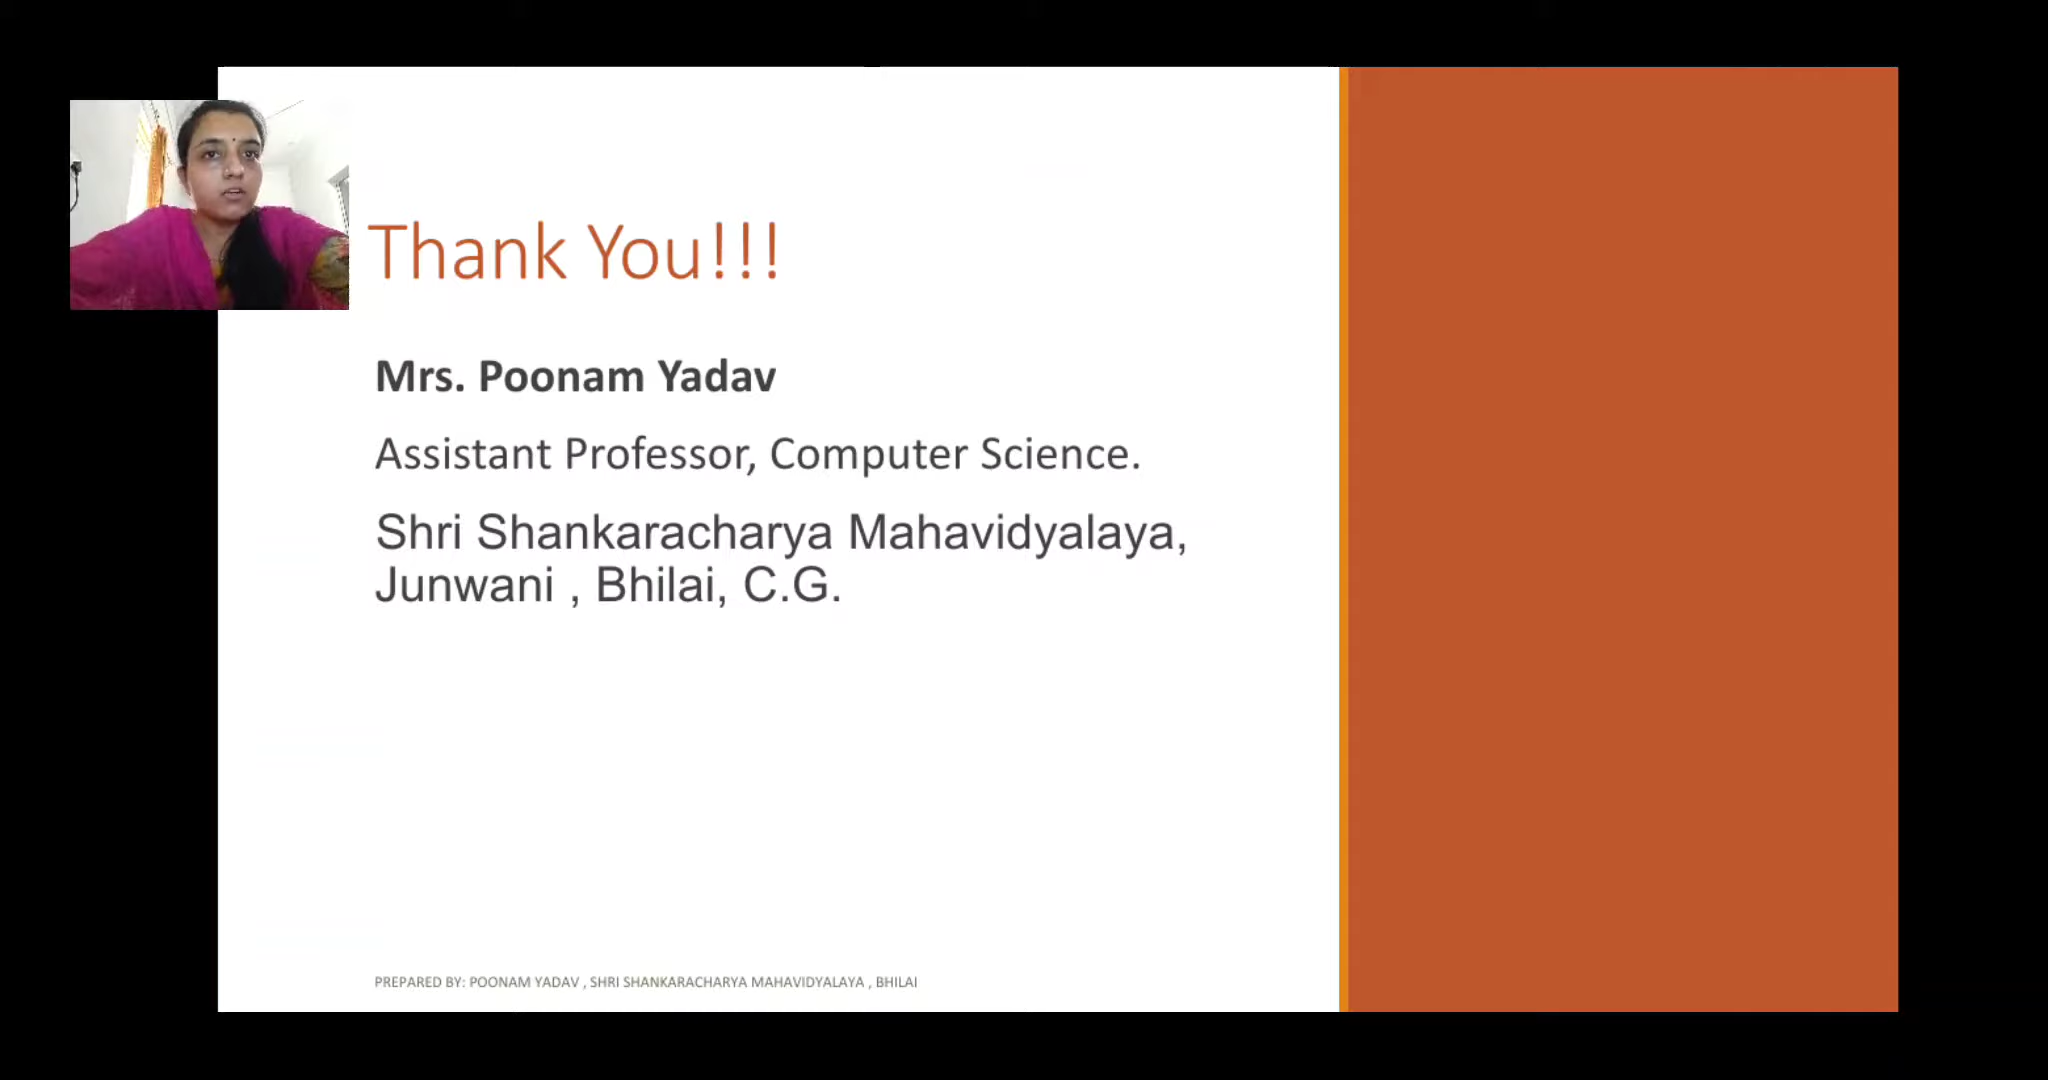 Thank You!!!
Mrs. Poonam Yadav
Assistant Professor, Computer Science.
Shri Shankaracharya Mahavidyalaya,
Junwani , Bhilai, C.G.
PREPARED BY: POONAM YADAV , SHRI SHANKARACHARYA MAHAVIDYALAYA , BHILAI